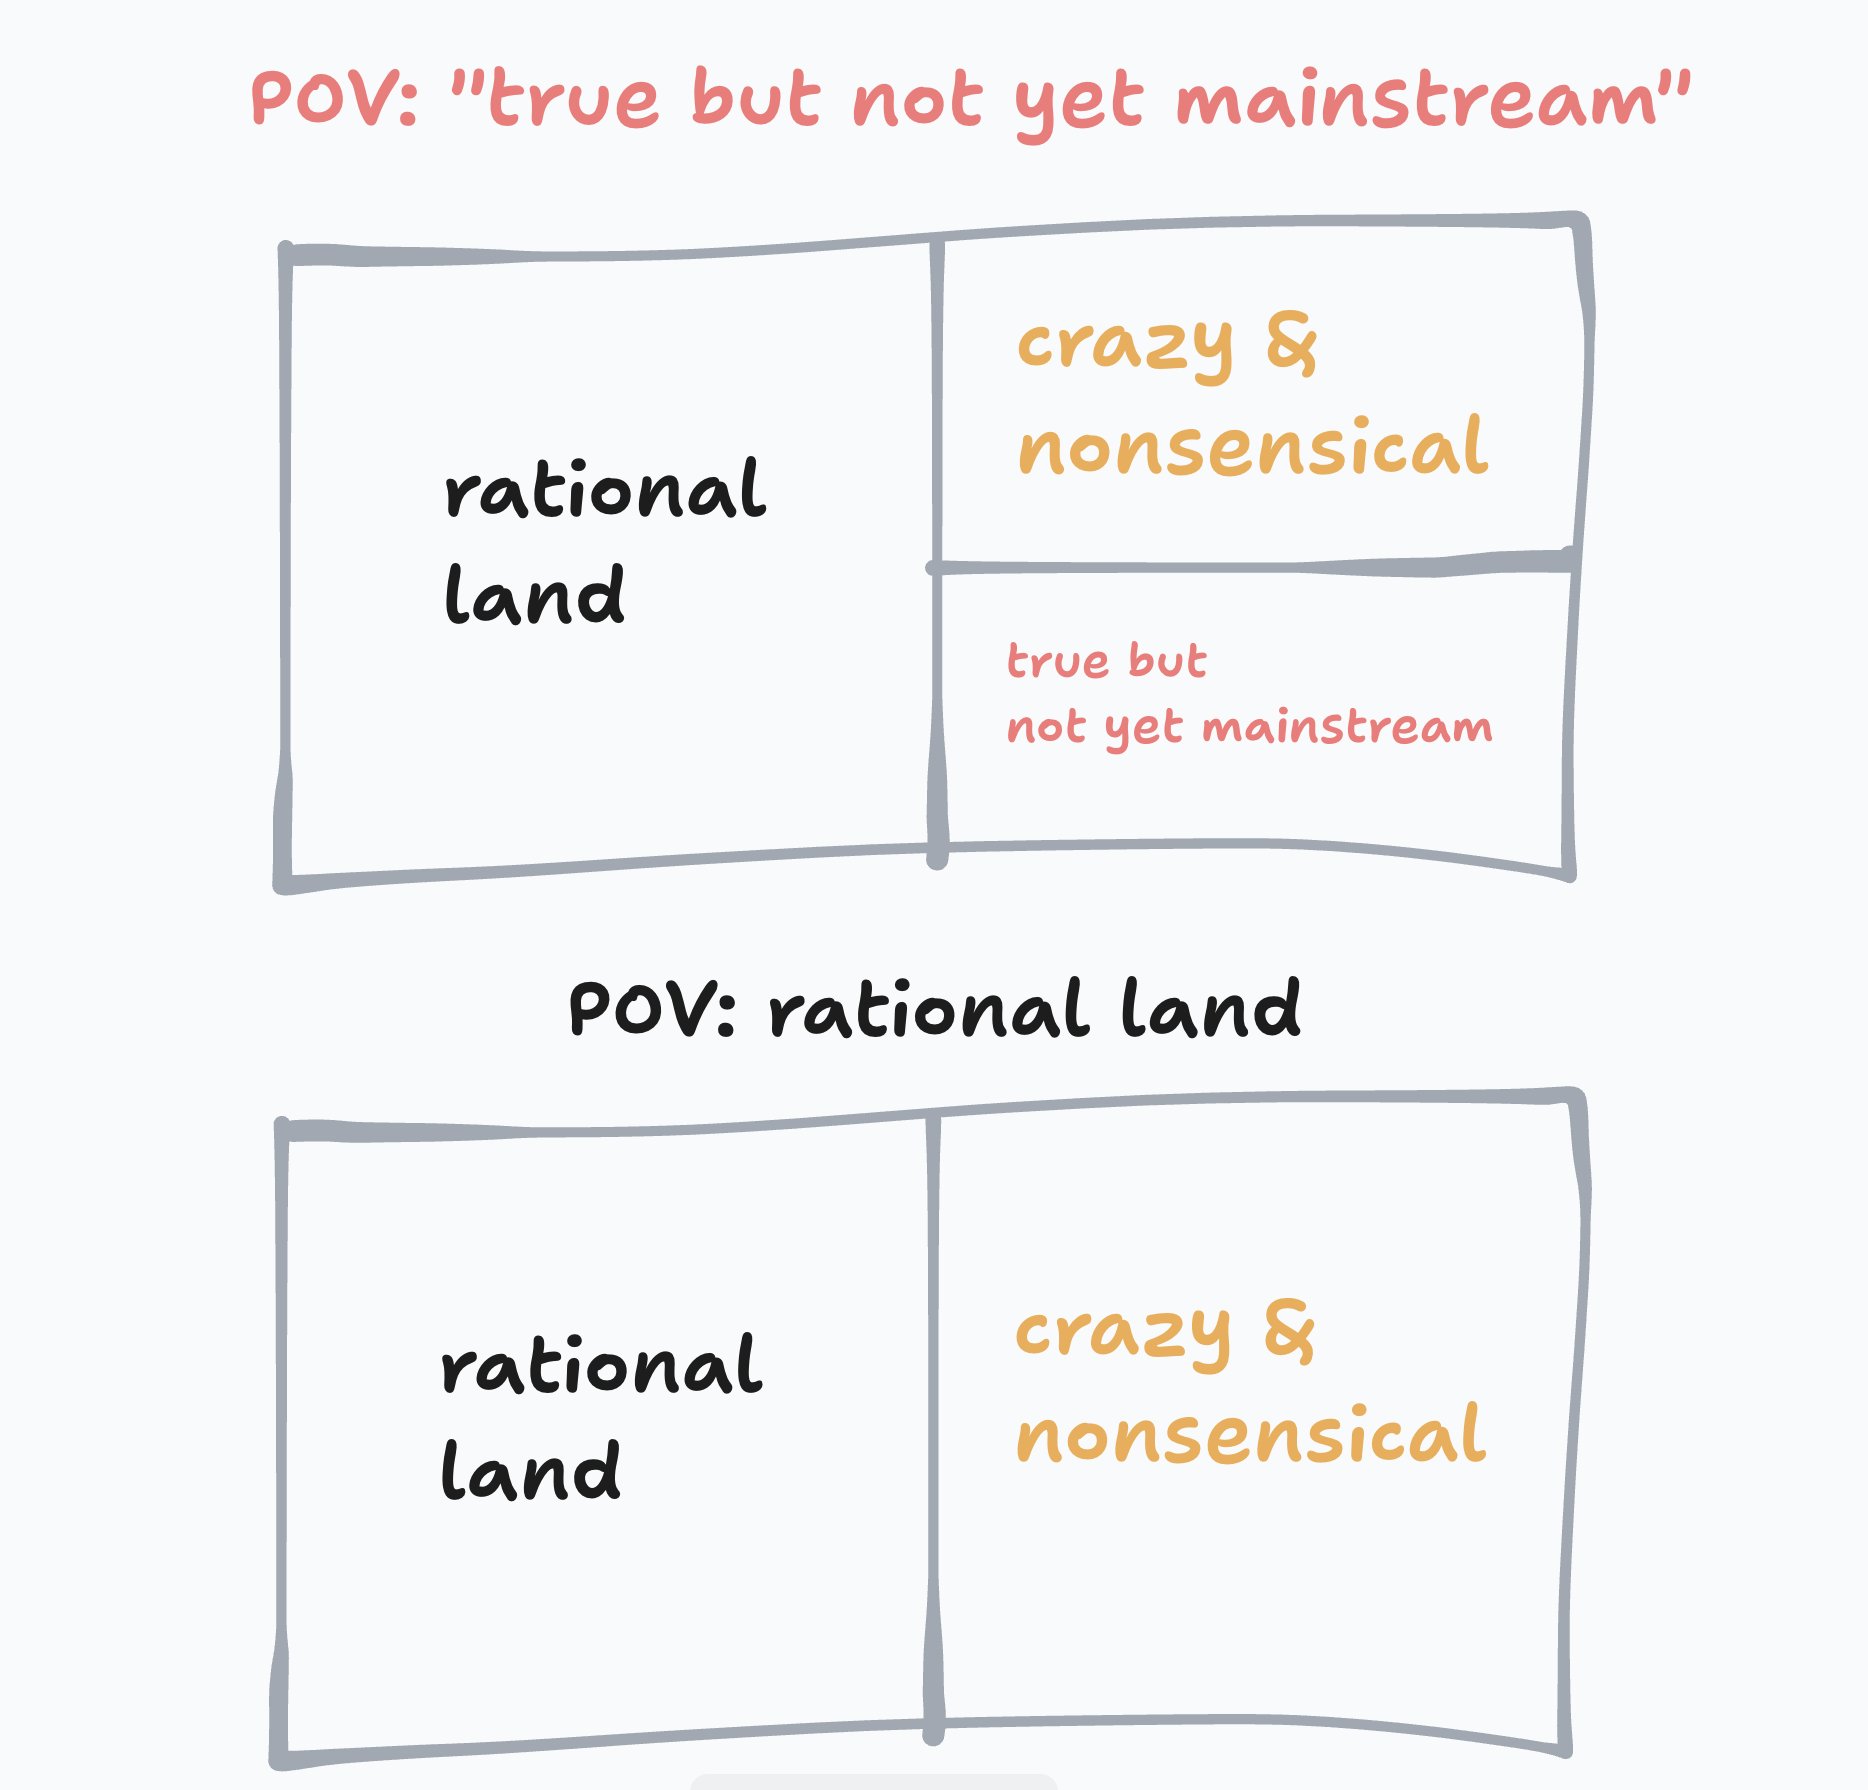 POV: "true but not yet mainstream"
rational
land
crazy &
nonsensical
true but
not yet mainstream
POV: rational land
rational
land
crazy &
nonsensical